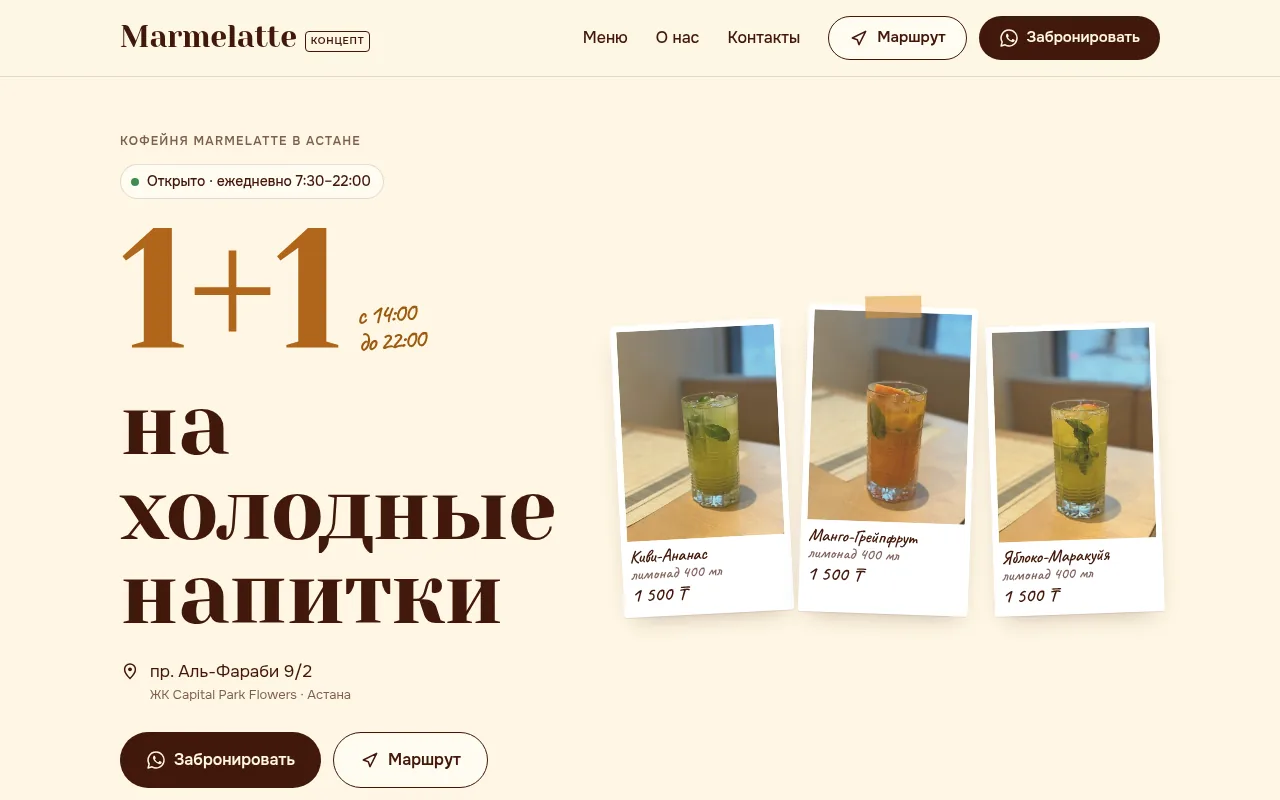 Marmelatte КОНЦЕПТ
Меню О нас Контакты Маршрут Забронировать
КОФЕЙНЯ MARMELATTE В АСТАНЕ
Открыто · ежедневно 7:30–22:00
1+1
с 14:00
до 22:00
на
холодные
напитки
Киви-Ананас
лимонад 400 мл
1 500 ₸
Манго-Грейпфрут
лимонад 400 мл
1 500 ₸
Яблоко-Маракуйя
лимонад 400 мл
1 500 ₸
пр. Аль-Фараби 9/2
ЖК Capital Park Flowers · Астана
Забронировать Маршрут